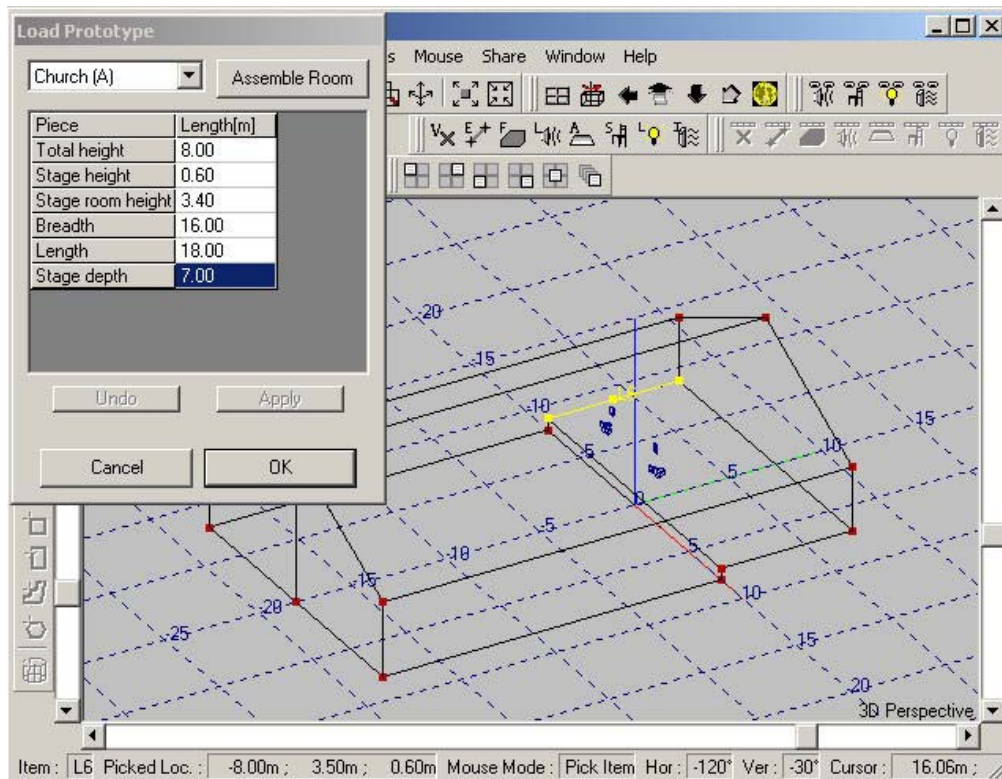 Load Prototype
Church (A)
Assemble Room
Piece Length[m]
Total height 8.00
Stage height 0.60
Stage room height 3.40
Breadth 16.00
Length 18.00
Stage depth 7.00
Undo
Apply
Cancel
OK
s Mouse Share Window Help
-20
-15
-10
-5
0
5
10
15
-5
-10
-15
-20
-25
5
10
15
20
3D Perspective
Item : L6 Picked Loc. : -8.00m ; 3.50m ; 0.60m Mouse Mode : Pick Item Hor : -120° Ver : -30° Cursor : 16.06m ;